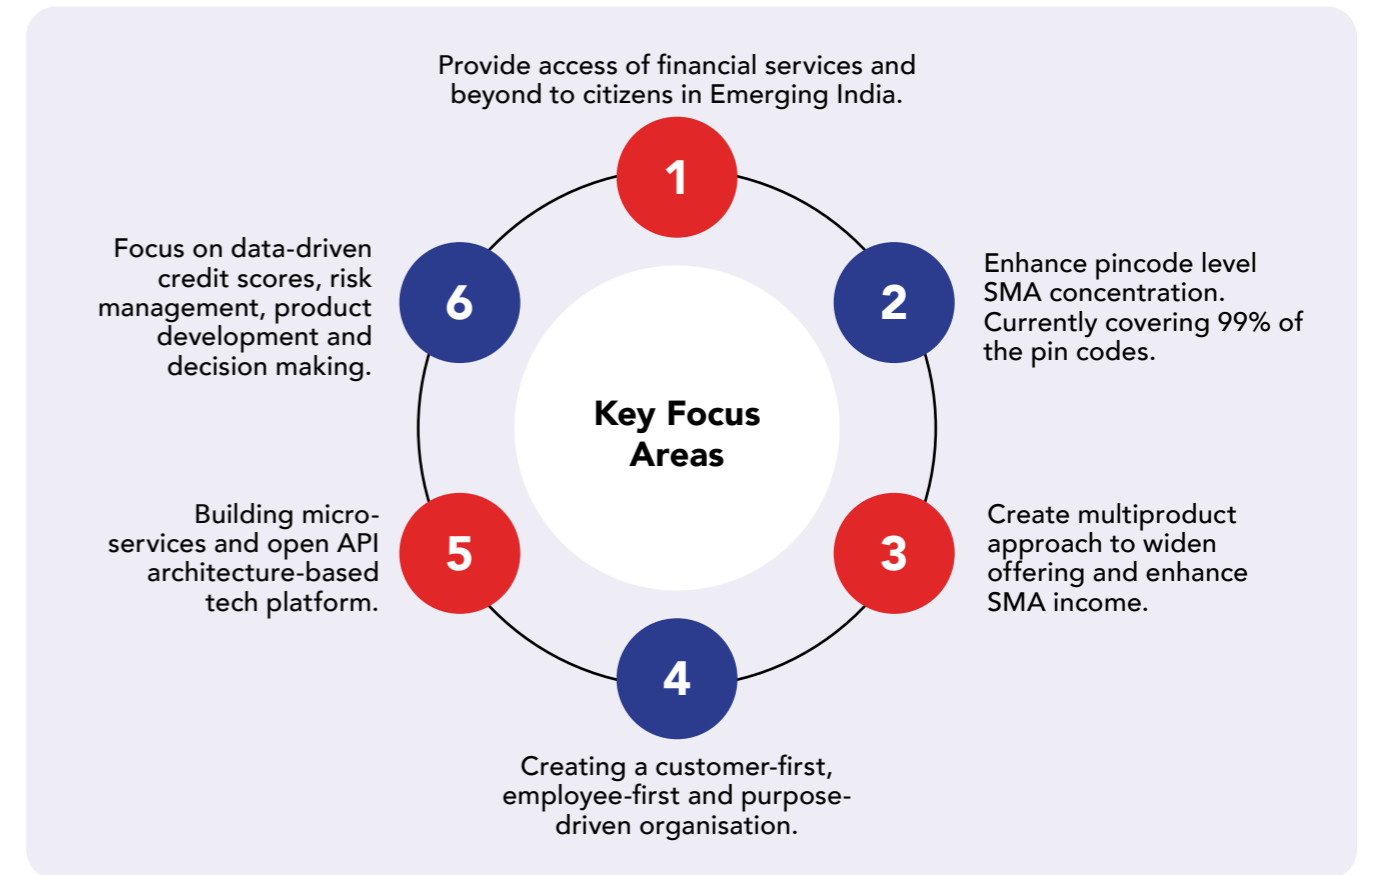 Key Focus
Areas
1
Provide access of financial services and
beyond to citizens in Emerging India.
2
Enhance pincode level
SMA concentration.
Currently covering 99% of
the pin codes.
3
Create multiproduct
approach to widen
offering and enhance
SMA income.
4
Creating a customer-first,
employee-first and purpose-
driven organisation.
5
Building micro-
services and open API
architecture-based
tech platform.
6
Focus on data-driven
credit scores, risk
management, product
development and
decision making.